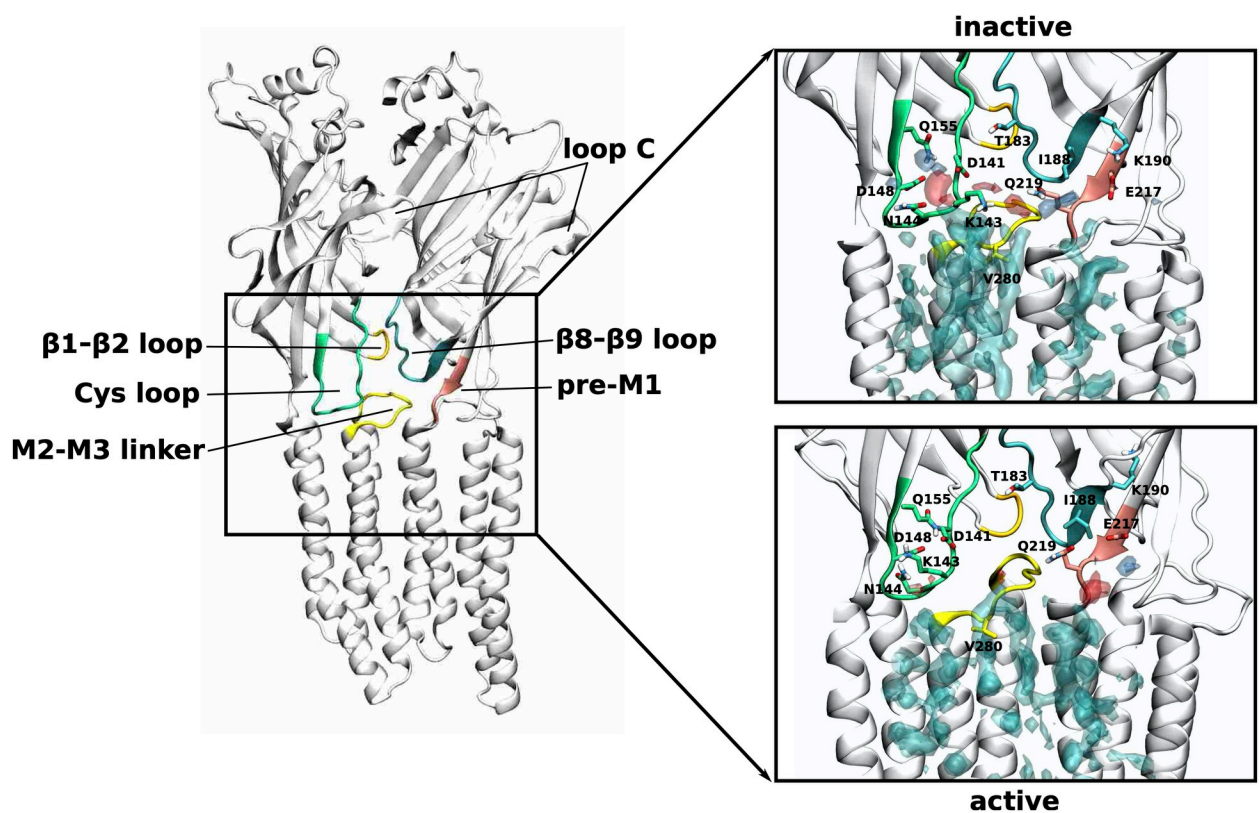 inactive
loop C
β1-β2 loop
Cys loop
M2-M3 linker
β8-β9 loop
pre-M1
Q155
T183
D141
I188
K190
D148
Q219
E217
N144
K143
V280
T183
K190
Q155
I188
E217
D148
D141
Q219
K143
N144
V280
active